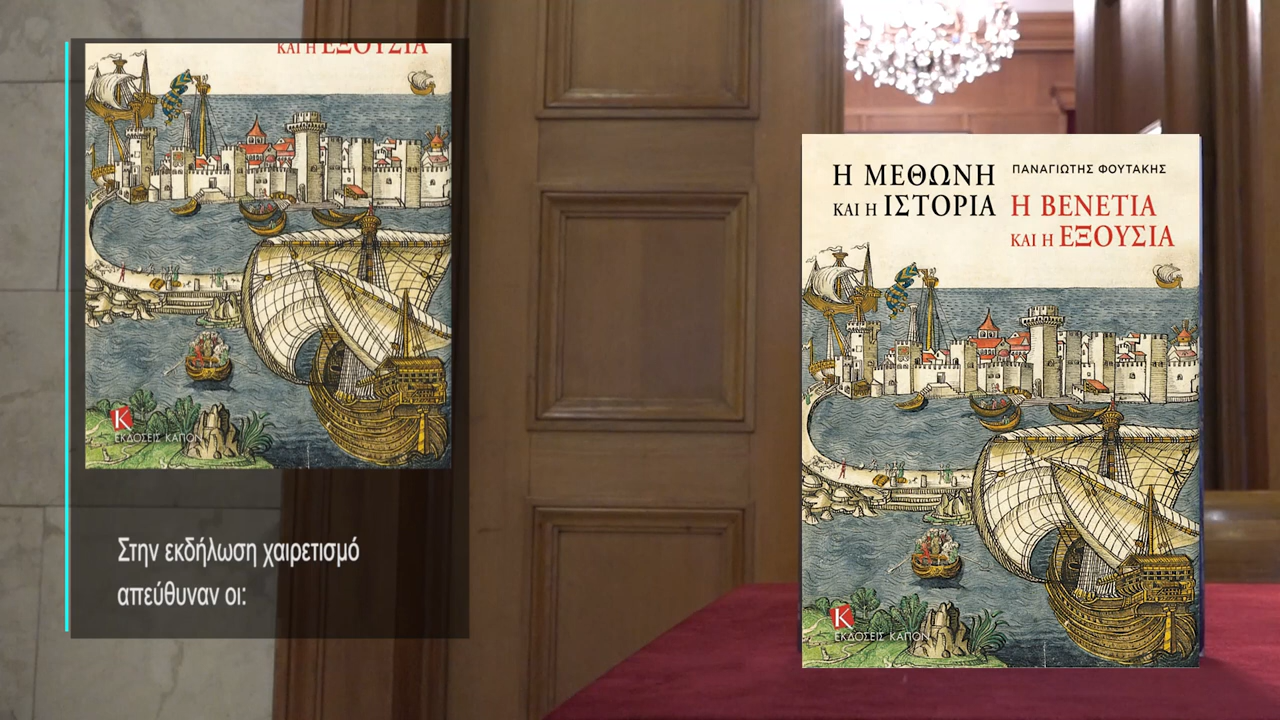 ΚΑΙ Η ΕΞΟΥΣΙΑ
Κ
ΕΚΔΟΣΕΙΣ ΚΑΠΟΝ
Στην εκδήλωση χαιρετισμό
απεύθυναν οι:
Η ΜΕΘΩΝΗ
ΚΑΙ Η ΙΣΤΟΡΙΑ
ΠΑΝΑΓΙΩΤΗΣ ΦΟΥΤΑΚΗΣ
Η ΒΕΝΕΤΙΑ
ΚΑΙ Η ΕΞΟΥΣΙΑ
Κ
ΕΚΔΟΣΕΙΣ ΚΑΠΟΝ